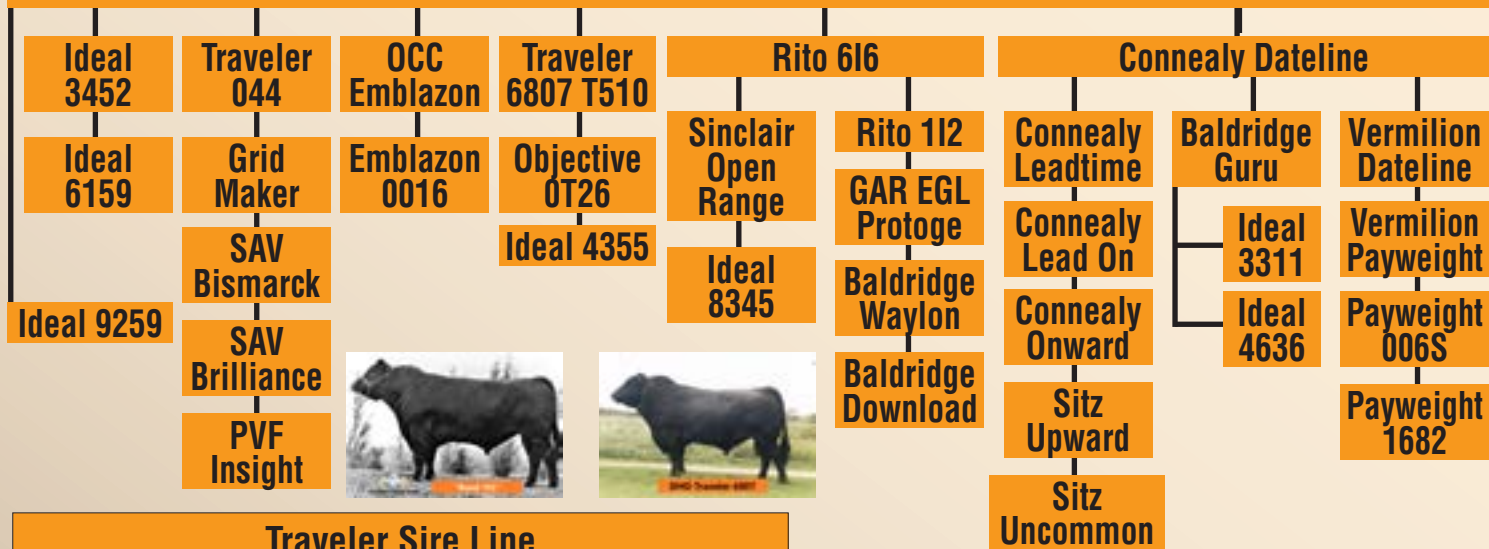 Ideal
3452
Ideal
6159
Ideal 9259
Traveler
044
Grid
Maker
SAV
Bismarck
SAV
Brilliance
PVF
Insight
OCC
Emblazon
Emblazon
0016
Traveler
6807 T510
Objective
0T26
Ideal 4355
Rito 6I6
Sinclair
Open
Range
Ideal
8345
Rito 1I2
GAR EGL
Protoge
Baldridge
Waylon
Baldridge
Download
Connealy Dateline
Connealy
Leadtime
Connealy
Lead On
Connealy
Onward
Sitz
Upward
Sitz
Uncommon
Baldridge
Guru
Ideal
3311
Ideal
4636
Vermilion
Dateline
Vermilion
Payweight
Payweight
006S
Payweight
1682
Traveler 6807
Traveler Sire Line